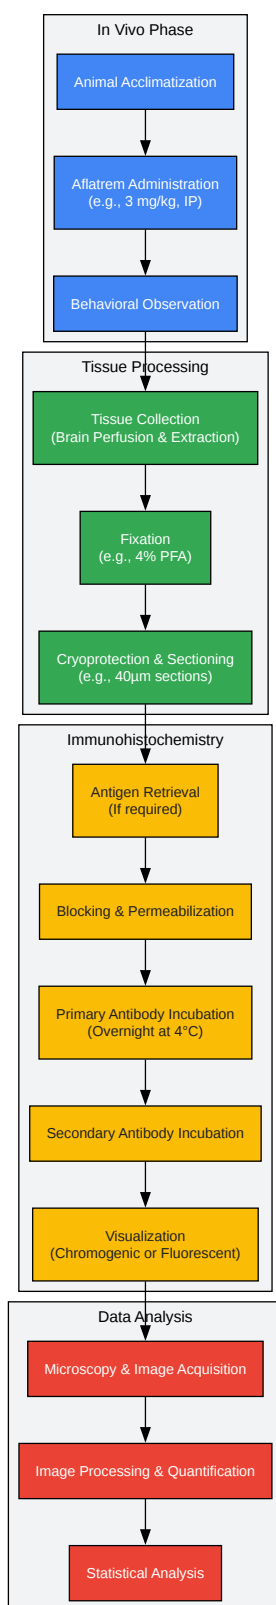 In Vivo Phase
Animal Acclimatization
Aflatrem Administration
(e.g., 3 mg/kg, IP)
Behavioral Observation
Tissue Processing
Tissue Collection
(Brain Perfusion & Extraction)
Fixation
(e.g., 4% PFA)
Cryoprotection & Sectioning
(e.g., 40µm sections)
Immunohistochemistry
Antigen Retrieval
(If required)
Blocking & Permeabilization
Primary Antibody Incubation
(Overnight at 4°C)
Secondary Antibody Incubation
Visualization
(Chromogenic or Fluorescent)
Data Analysis
Microscopy & Image Acquisition
Image Processing & Quantification
Statistical Analysis